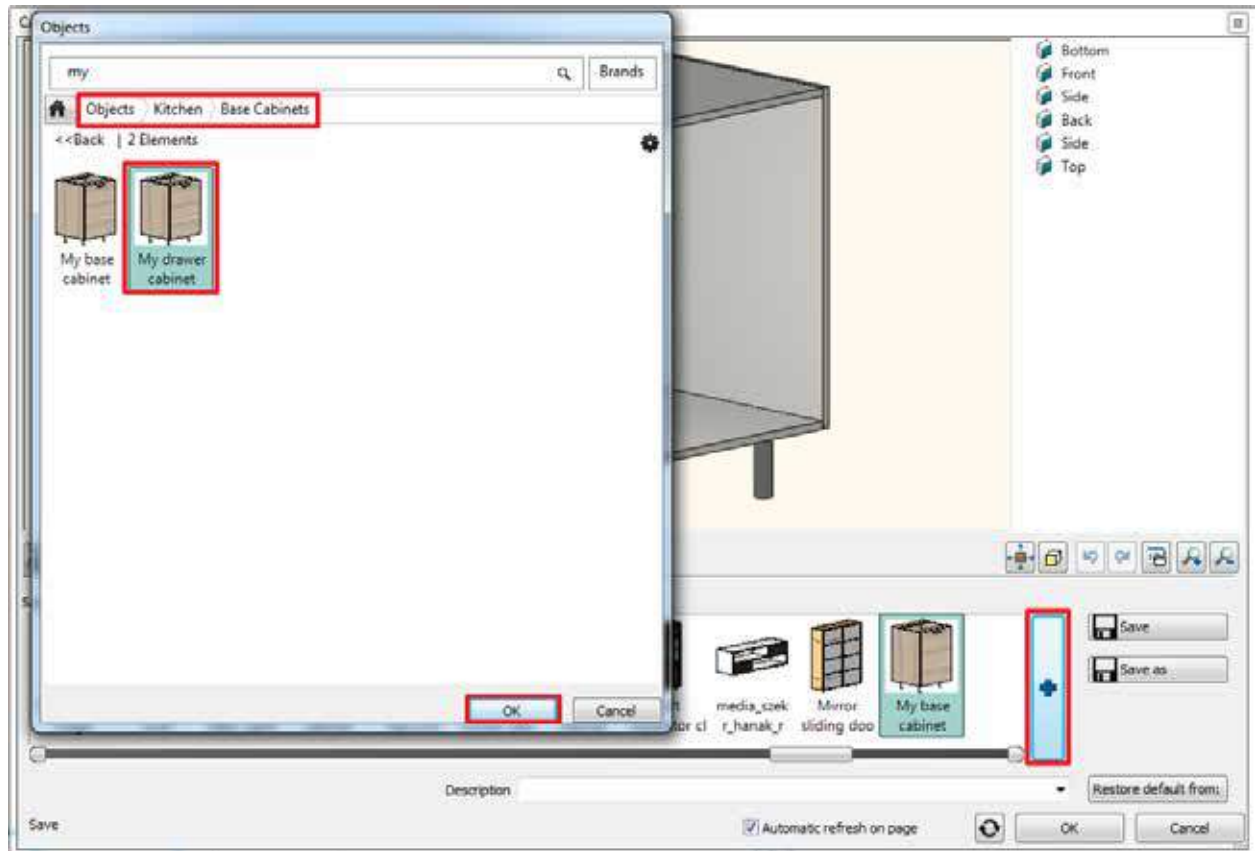 Objects
my
Brands
Objects Kitchen Base Cabinets
<<Back | 2 Elements
My base
cabinet
My drawer
cabinet
OK
Cancel
Bottom
Front
Side
Back
Side
Top
media_szek
r_hanak_r
Mirror
sliding doo
My base
cabinet
Save
Save as
Description
Restore default from:
Save
Automatic refresh on page
OK
Cancel